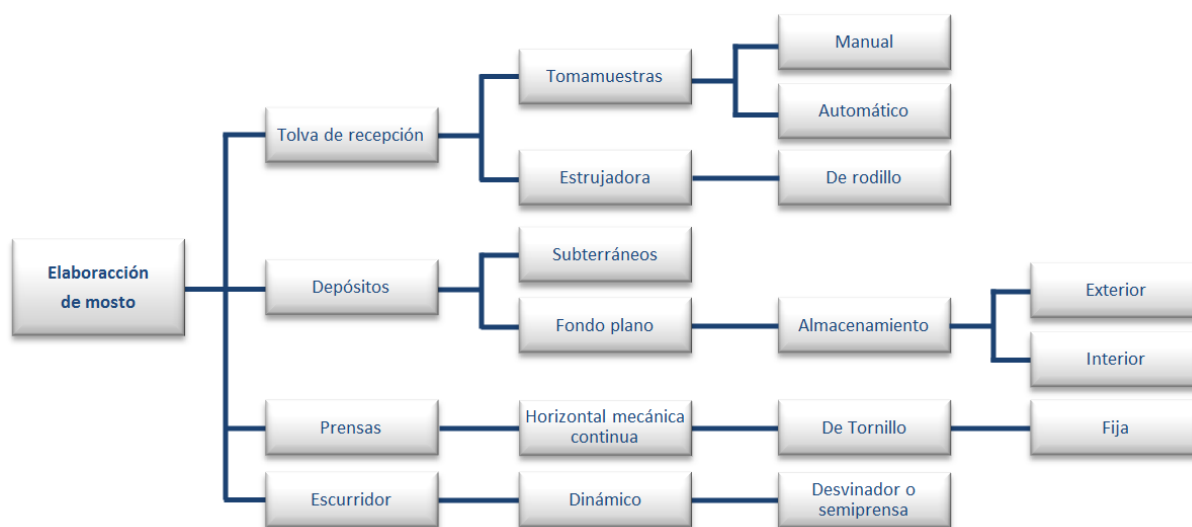 Manual
Tomamuestras
Automático
Tolva de recepción
Estrujadora
De rodillo
Elaboracción
de mosto
Subterráneos
Depósitos
Exterior
Fondo plano
Almacenamiento
Interior
Prensas
Horizontal mecánica
continua
De Tornillo
Fija
Escurridor
Dinámico
Desvinador o
semiprensa